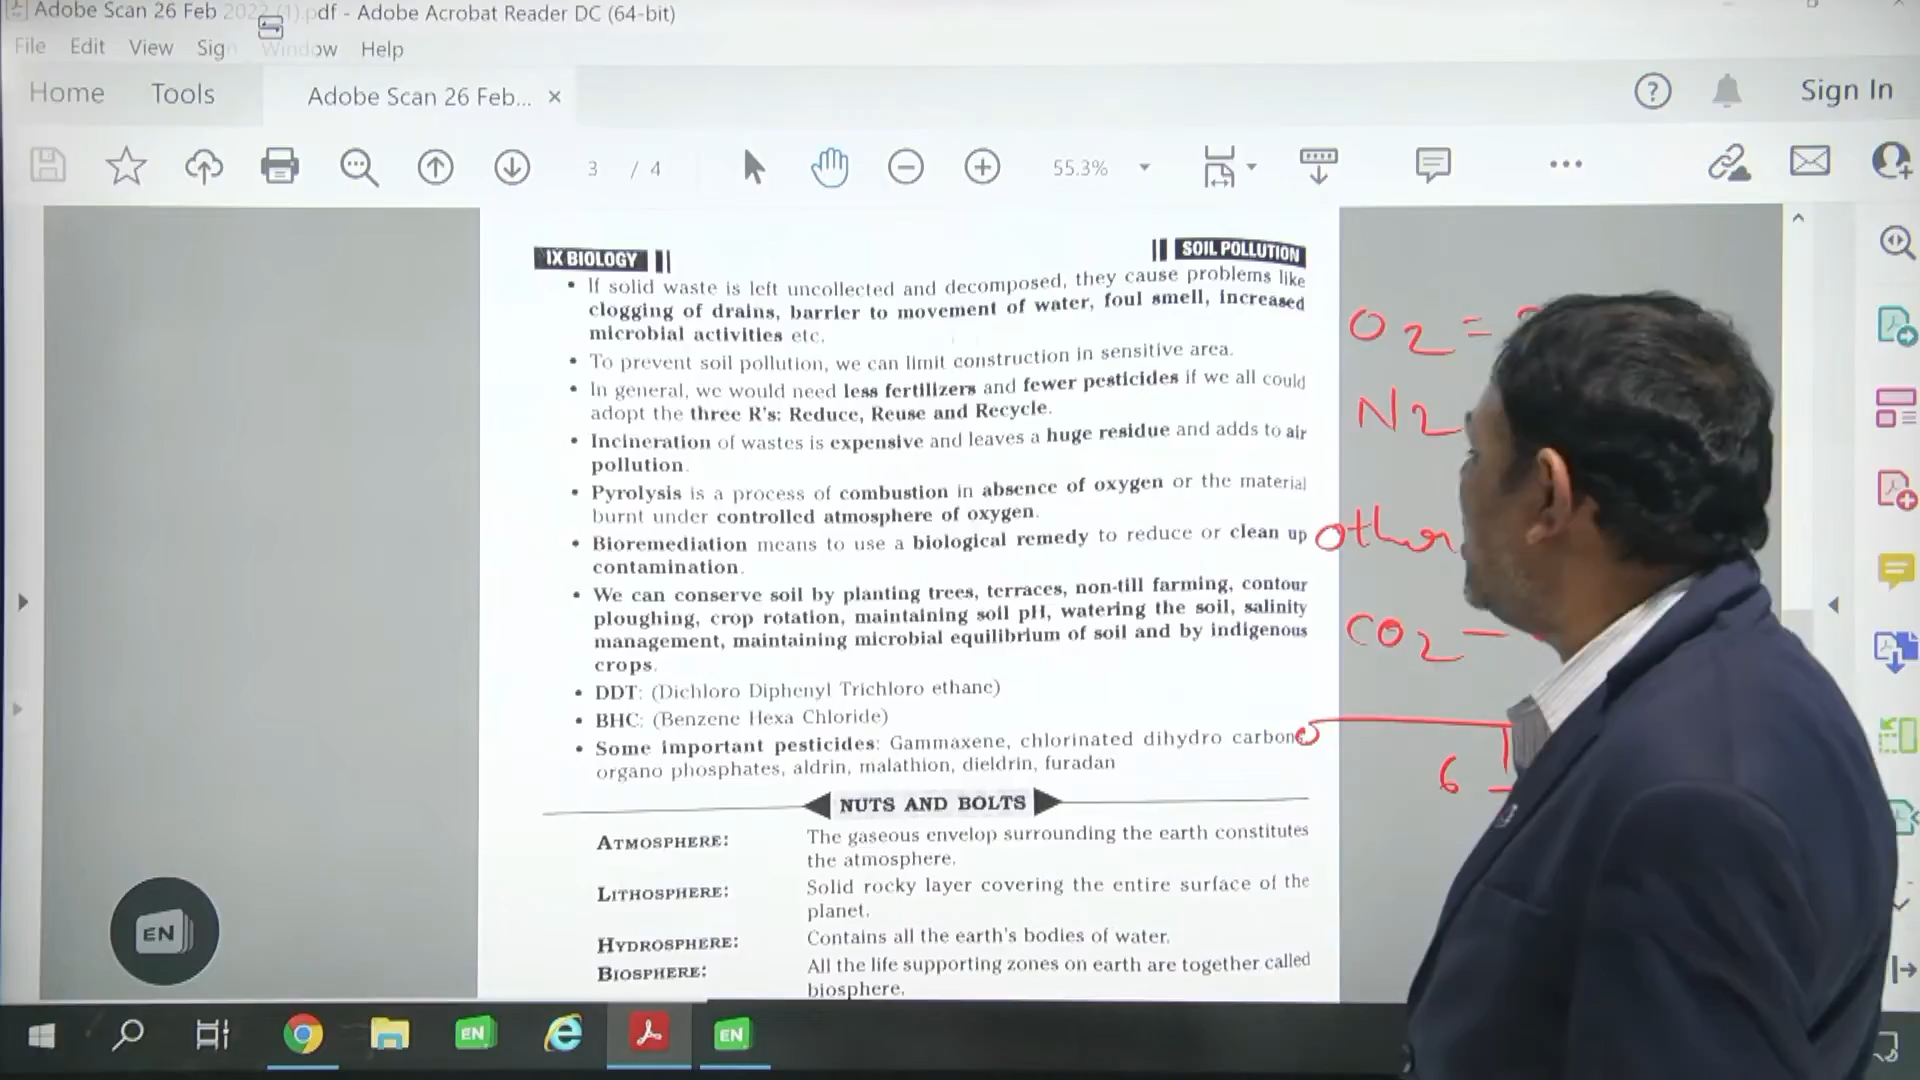 Adobe Scan 26 Feb 2022 (1).pdf - Adobe Acrobat Reader DC (64-bit)
File Edit View Sign Window Help
Home Tools Adobe Scan 26 Feb... × Sign In
3 / 4 55.3%
IX BIOLOGY SOIL POLLUTION
• If solid waste is left uncollected and decomposed, they cause problems like
clogging of drains, barrier to movement of water, foul smell, increased
microbial activities etc.
• To prevent soil pollution, we can limit construction in sensitive area.
• In general, we would need less fertilizers and fewer pesticides if we all could
adopt the three R's: Reduce, Reuse and Recycle.
• Incineration of wastes is expensive and leaves a huge residue and adds to air
pollution.
• Pyrolysis is a process of combustion in absence of oxygen or the material
burnt under controlled atmosphere of oxygen.
• Bioremediation means to use a biological remedy to reduce or clean up
contamination.
• We can conserve soil by planting trees, terraces, non-till farming, contour
ploughing, crop rotation, maintaining soil pH, watering the soil, salinity
management, maintaining microbial equilibrium of soil and by indigenous
crops.
• DDT: (Dichloro Diphenyl Trichloro ethane)
• BHC: (Benzene Hexa Chloride)
• Some important pesticides: Gammaxene, chlorinated dihydro carbone,
organo phosphates, aldrin, malathion, dieldrin, furadan
NUTS AND BOLTS
ATMOSPHERE: The gaseous envelop surrounding the earth constitutes
the atmosphere.
LITHOSPHERE: Solid rocky layer covering the entire surface of the
planet.
HYDROSPHERE: Contains all the earth's bodies of water.
BIOSPHERE: All the life supporting zones on earth are together called
biosphere.
O2 =
N2
other
CO2 -
6
EN
EN
EN